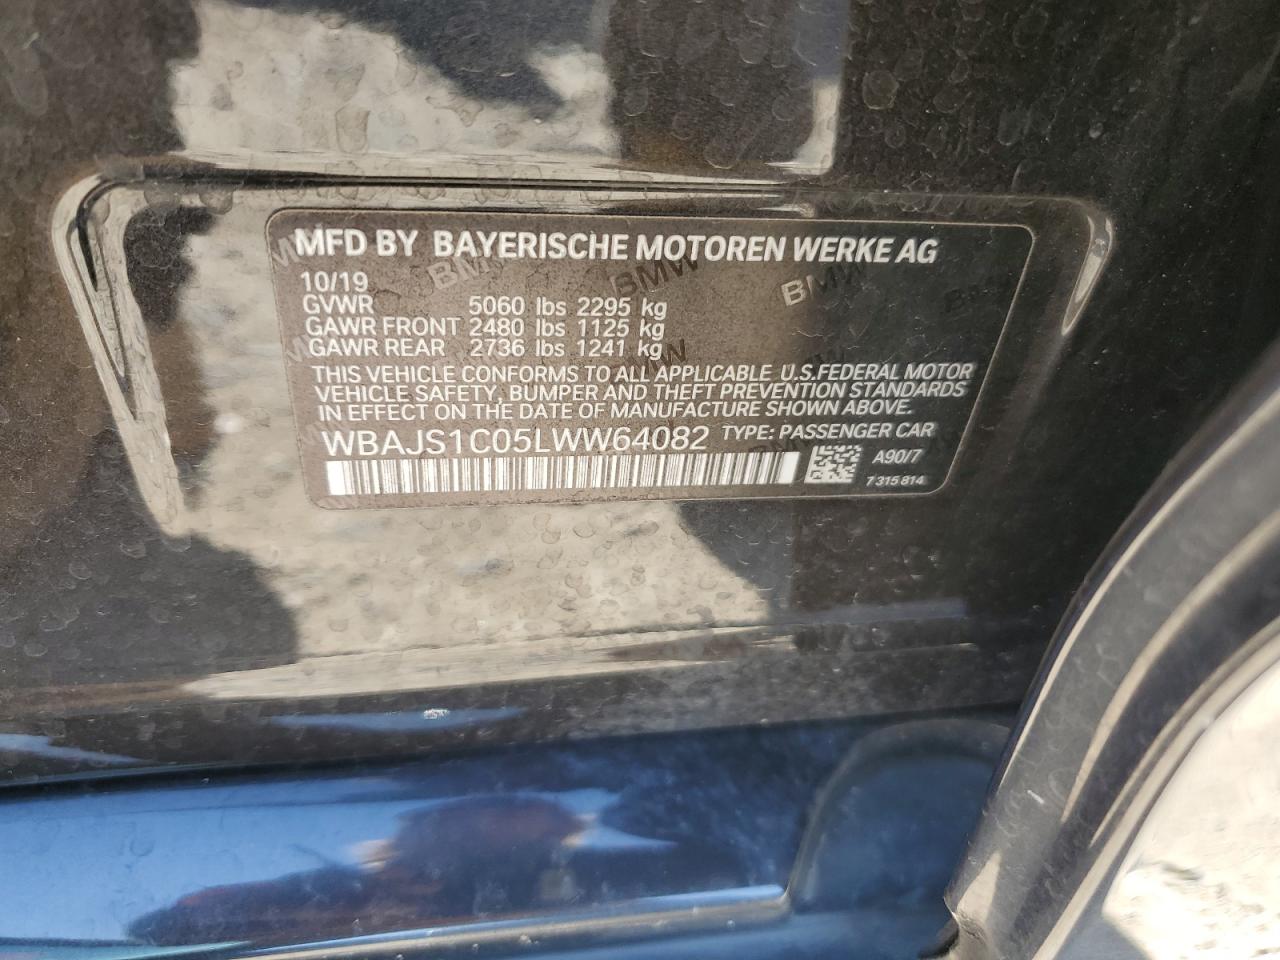 MFD BY BAYERISCHE MOTOREN WERKE AG
10/19
GVWR 5060 lbs 2295 kg
GAWR FRONT 2480 lbs 1125 kg
GAWR REAR 2736 lbs 1241 kg
THIS VEHICLE CONFORMS TO ALL APPLICABLE U.S.FEDERAL MOTOR
VEHICLE SAFETY, BUMPER AND THEFT PREVENTION STANDARDS
IN EFFECT ON THE DATE OF MANUFACTURE SHOWN ABOVE.
WBAJS1C05LWW64082 TYPE: PASSENGER CAR
A90/7
7 315 814
BMW BMW BMW